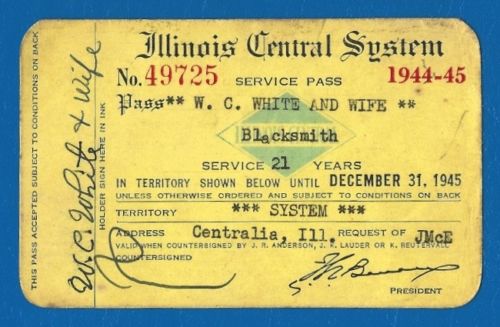 Illinois Central System
No. 49725 SERVICE PASS 1944-45
Pass** W. C. WHITE AND WIFE **
Blacksmith
SERVICE 21 YEARS
IN TERRITORY SHOWN BELOW UNTIL DECEMBER 31, 1945
UNLESS OTHERWISE ORDERED AND SUBJECT TO CONDITIONS ON BACK
TERRITORY *** SYSTEM ***
ADDRESS Centralia, Ill. REQUEST OF JMcE
VALID WHEN COUNTERSIGNED BY J. R. ANDERSON, J. K. LAUDER OR K. REUTERVALL
COUNTERSIGNED
PRESIDENT
THIS PASS ACCEPTED SUBJECT TO CONDITIONS ON BACK
W. C. White & Wife
HOLDER SIGN HERE IN INK